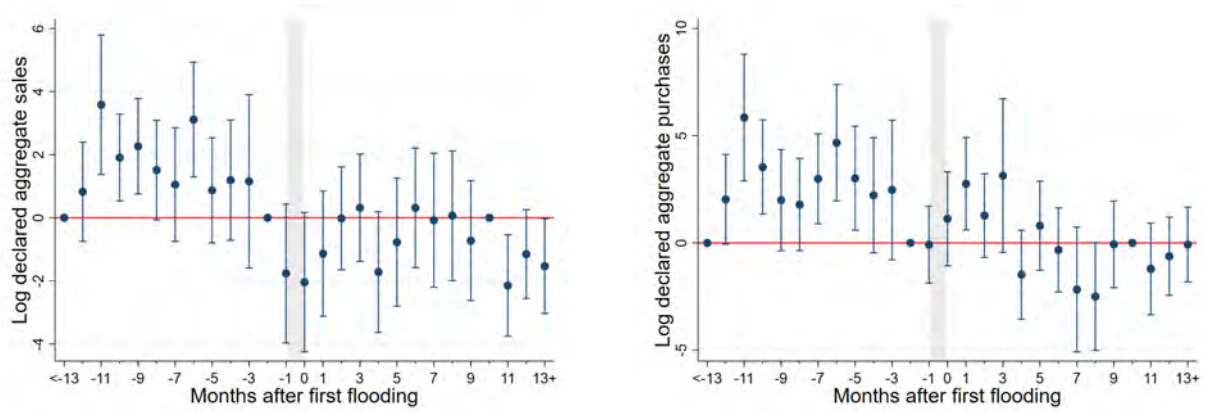 Log declared aggregate sales
6
4
2
0
-2
-4
<-13 -11 -9 -7 -5 -3 -1 0 1 3 5 7 9 11 13+
Months after first flooding
Log declared aggregate purchases
10
5
0
-5
<-13 -11 -9 -7 -5 -3 -1 0 1 3 5 7 9 11 13+
Months after first flooding